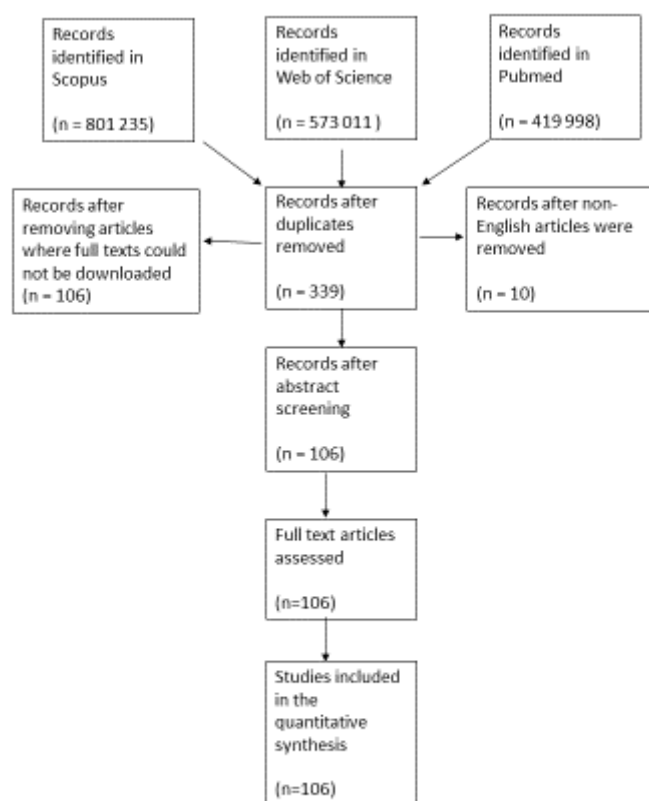 Records
identified in
Scopus
(n = 801 235)
Records
identified in
Web of Science
(n = 573 011 )
Records
identified in
Pubmed
(n – 419 998)
Records after
removing articles
where full texts could
not be downloaded
(n – 106)
Records after
duplicates
removed
(n – 339)
Records after non-
English articles were
removed
(n – 10)
Records after
abstract
screening
(n – 106)
Full text articles
assessed
(n=106)
Studies included
in the
quantitative
synthesis
(n=106)